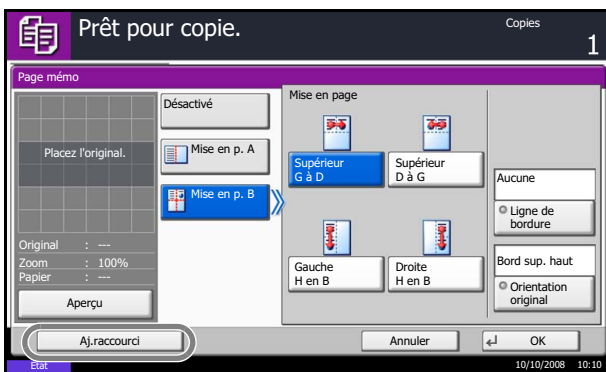 Prêt pour copie.
Copies
1
Page mémo
Placez l'original.
Original : ---
Zoom : 100%
Papier : ---
Aperçu
Désactivé
Mise en p. A
Mise en p. B
Mise en page
Supérieur
G à D
Supérieur
D à G
Gauche
H en B
Droite
H en B
Aucune
Ligne de
bordure
Bord sup. haut
Orientation
original
Aj.raccourci
Annuler
OK
Etat
10/10/2008 10:10